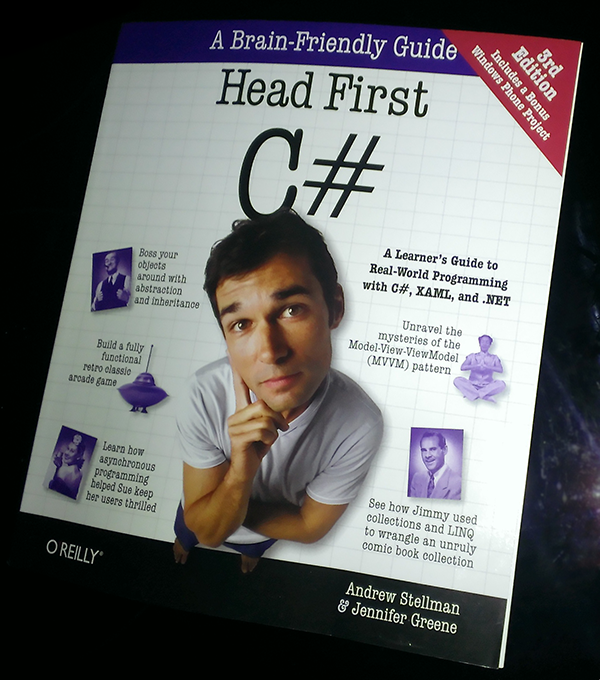 A Brain-Friendly Guide
3rd
Edition
Includes a Bonus
Windows Phone Project
Head First
C#
Boss your
objects
around with
abstraction
and inheritance
A Learner's Guide to
Real-World Programming
with C#, XAML, and .NET
Build a fully
functional
retro classic
arcade game
Unravel the
mysteries of the
Model-View-ViewModel
(MVVM) pattern
Learn how
asynchronous
programming
helped Sue keep
her users thrilled
See how Jimmy used
collections and LINQ
to wrangle an unruly
comic book collection
O'REILLY®
Andrew Stellman
& Jennifer Greene